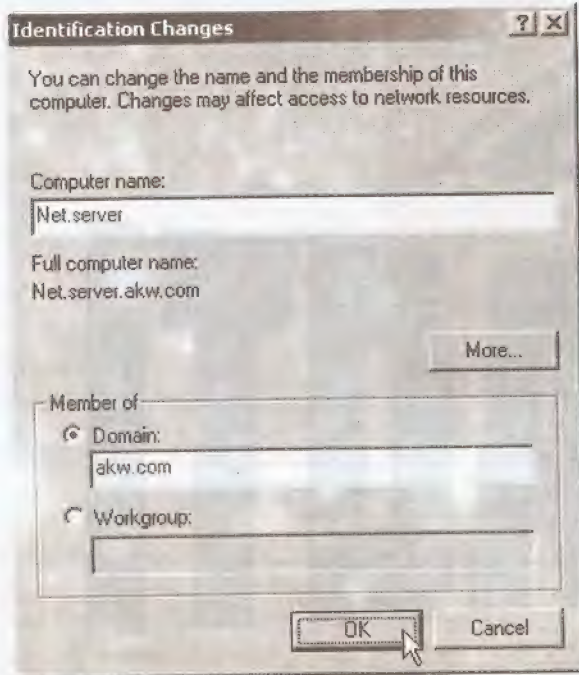 Identification Changes
? X
You can change the name and the membership of this
computer. Changes may affect access to network resources.
Computer name:
Net.server
Full computer name:
Net.server.akw.com
More...
Member of
Domain:
akw.com
Workgroup:
OK
Cancel